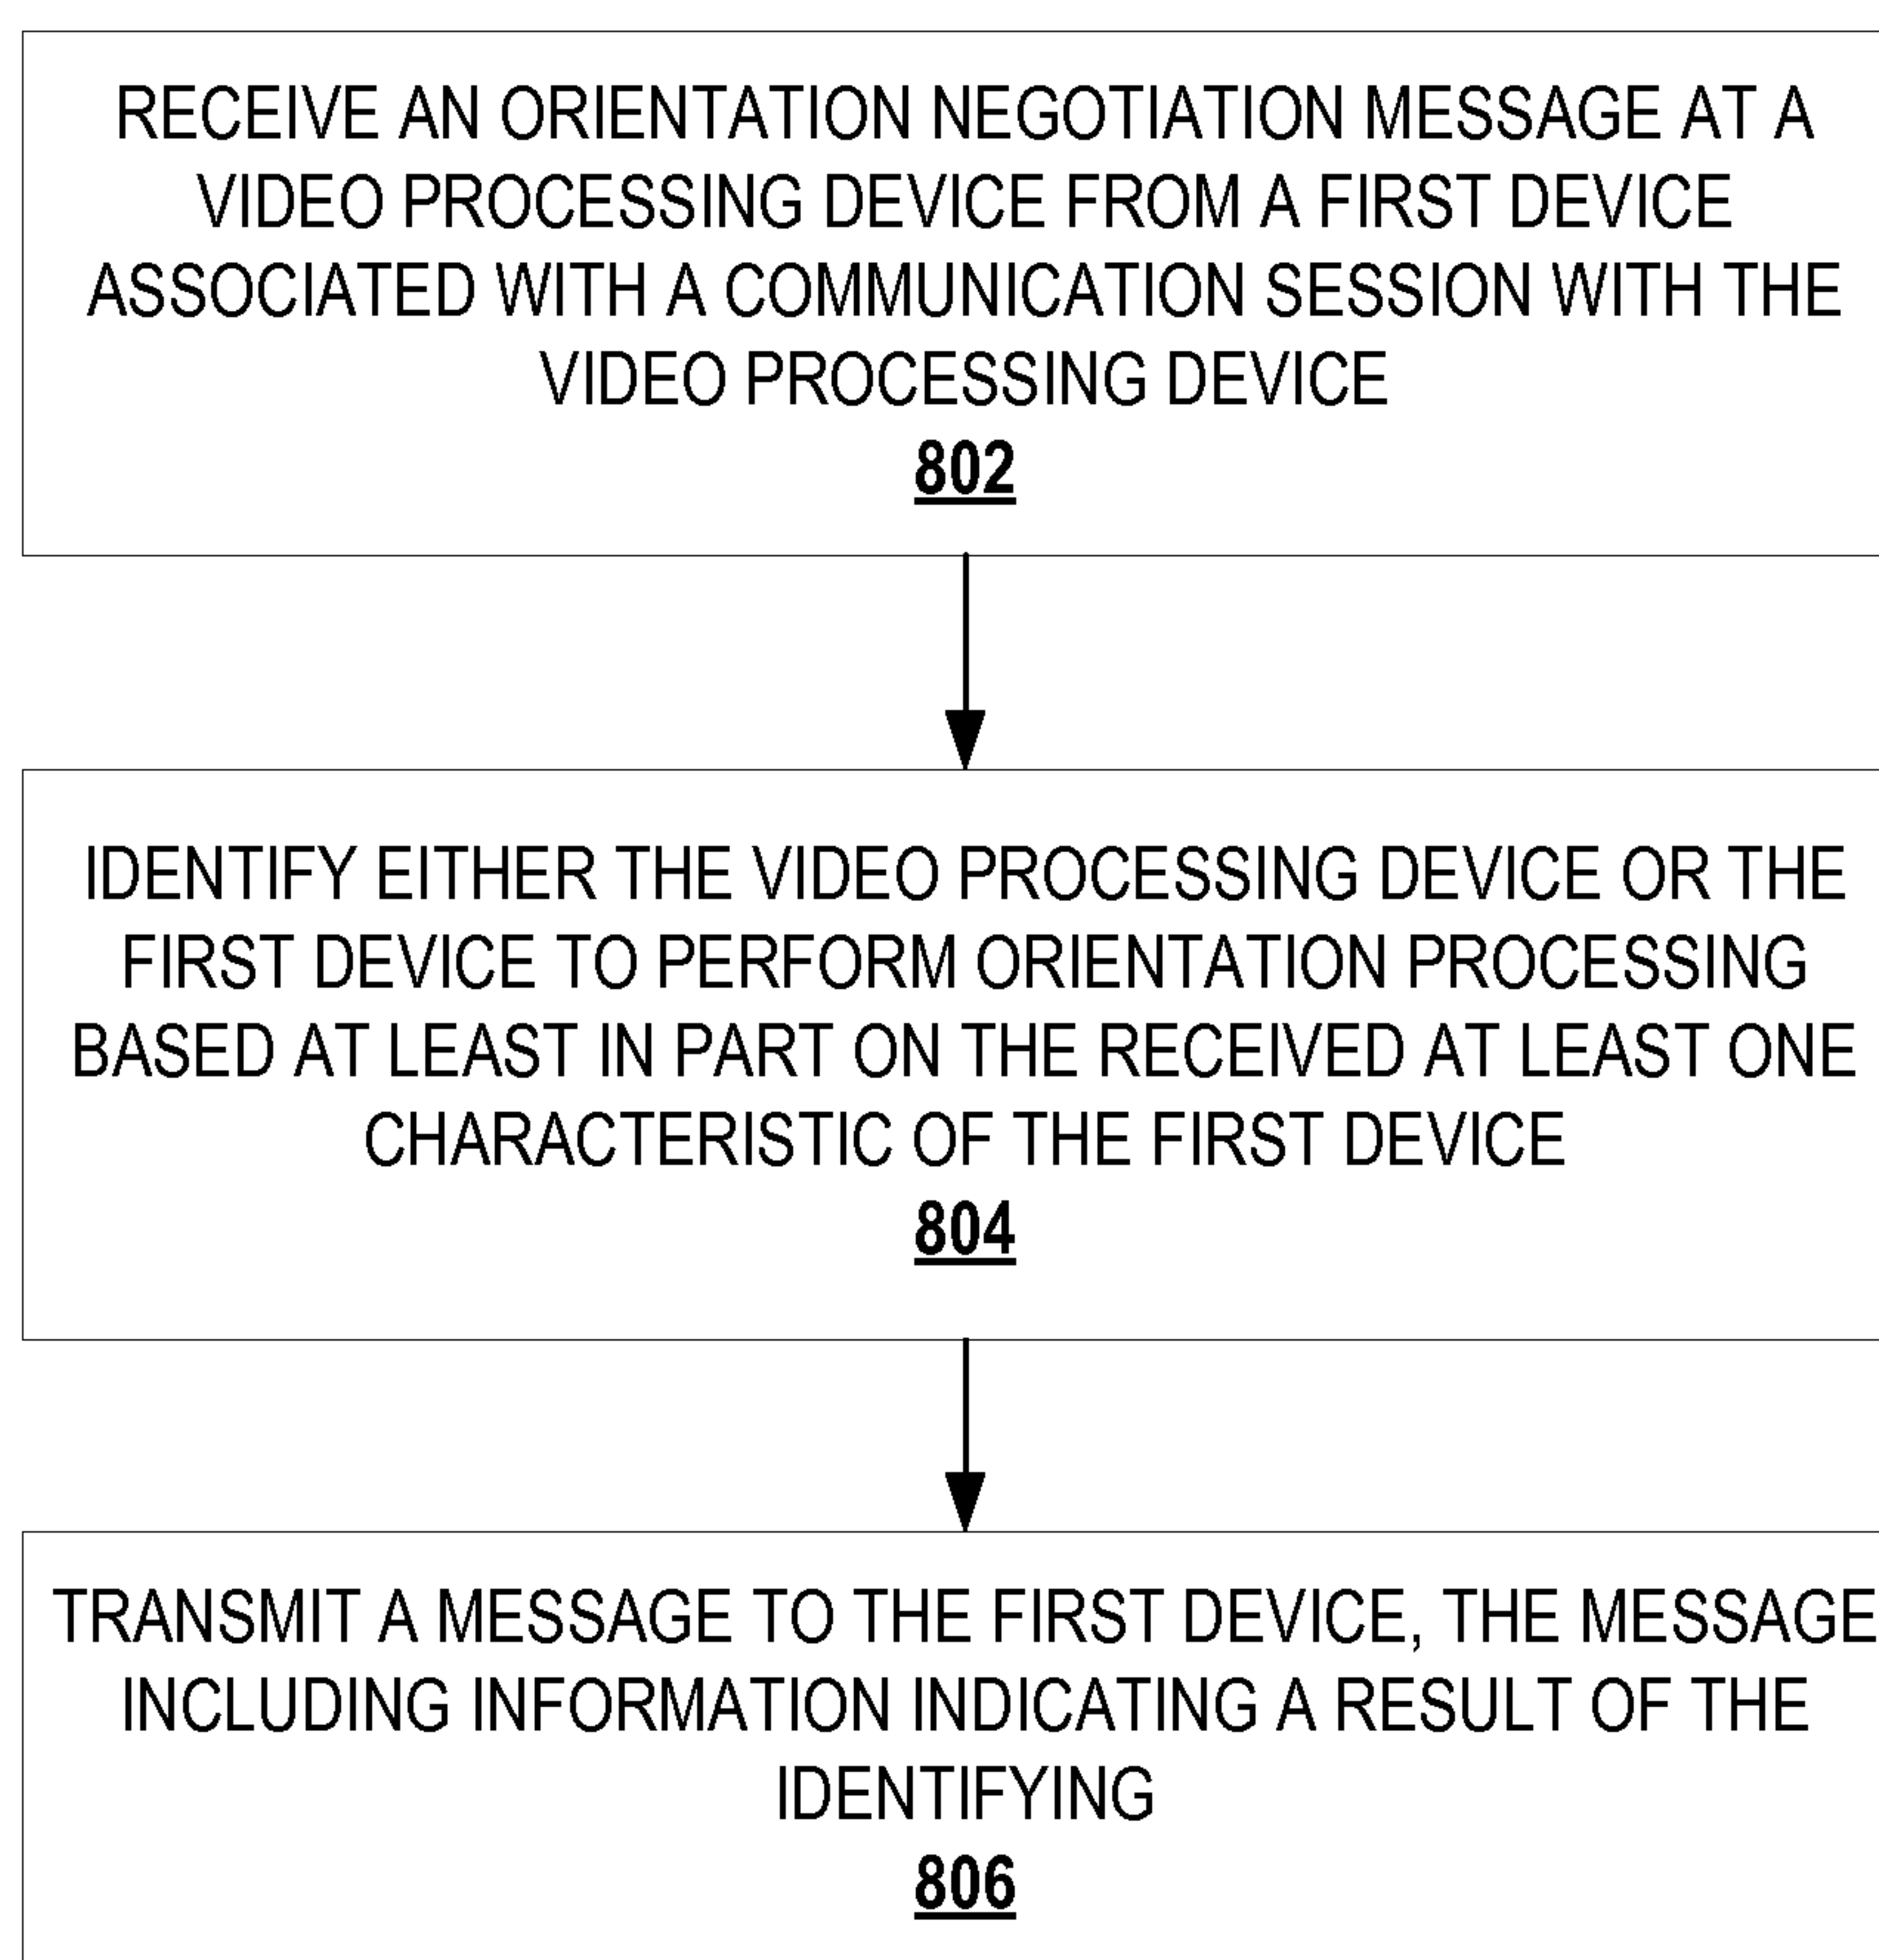 RECEIVE AN ORIENTATION NEGOTIATION MESSAGE AT A
VIDEO PROCESSING DEVICE FROM A FIRST DEVICE
ASSOCIATED WITH A COMMUNICATION SESSION WITH THE
VIDEO PROCESSING DEVICE
802
IDENTIFY EITHER THE VIDEO PROCESSING DEVICE OR THE
FIRST DEVICE TO PERFORM ORIENTATION PROCESSING
BASED AT LEAST IN PART ON THE RECEIVED AT LEAST ONE
CHARACTERISTIC OF THE FIRST DEVICE
804
TRANSMIT A MESSAGE TO THE FIRST DEVICE, THE MESSAGE
INCLUDING INFORMATION INDICATING A RESULT OF THE
IDENTIFYING
806